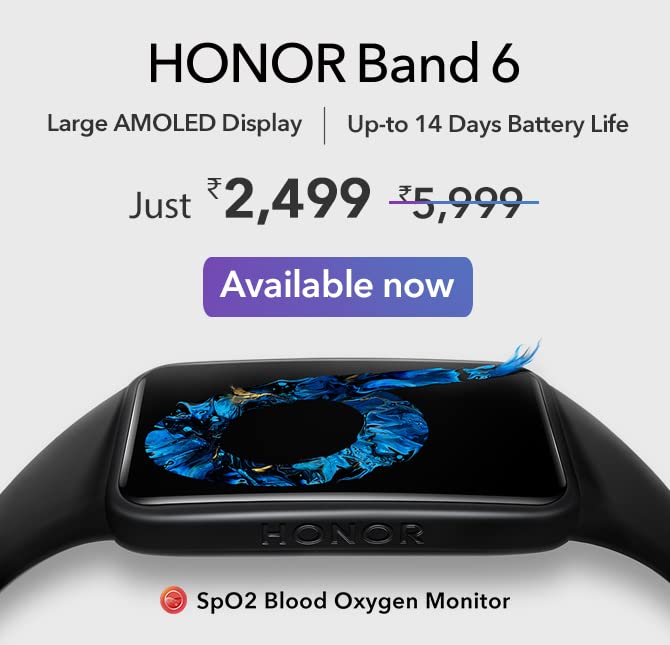 HONOR Band 6
Large AMOLED Display | Up-to 14 Days Battery Life
Just ₹2,499 ₹5,999
Available now
HONOR
SpO2 Blood Oxygen Monitor